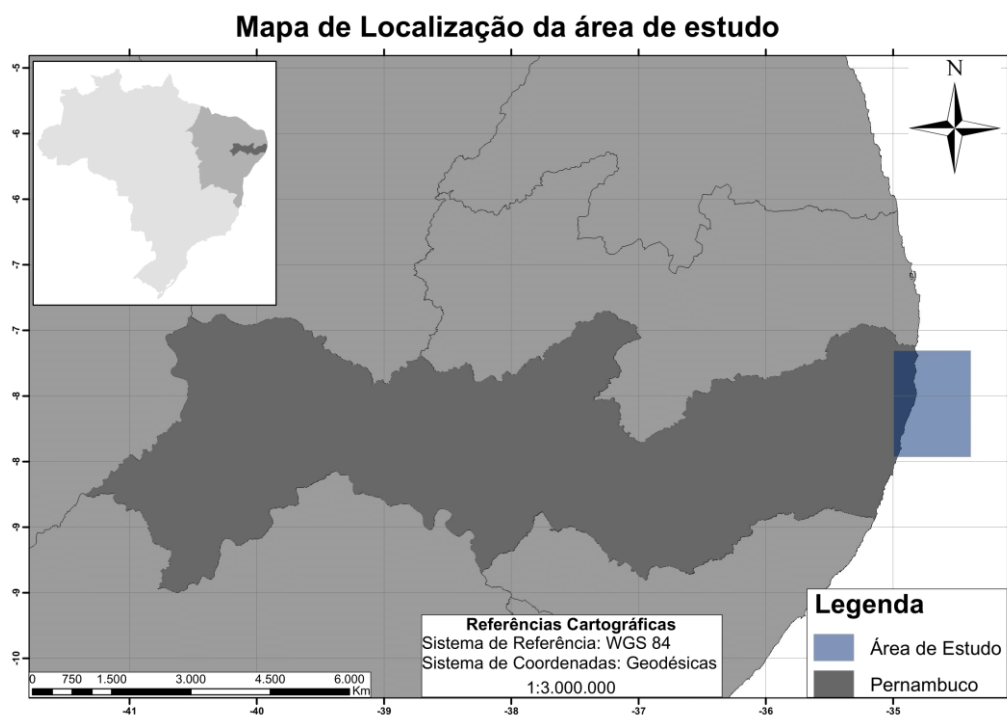 Mapa de Localização da área de estudo
-5
-6
-6
-7
-7
-8
-8
-9
-9
-10
N
Referências Cartográficas
Sistema de Referência: WGS 84
Sistema de Coordenadas: Geodésicas
1:3.000.000
Legenda
Área de Estudo
Pernambuco
0 750 1.500 3.000 4.500 6.000
Km
-41 -40 -39 -38 -37 -36 -35